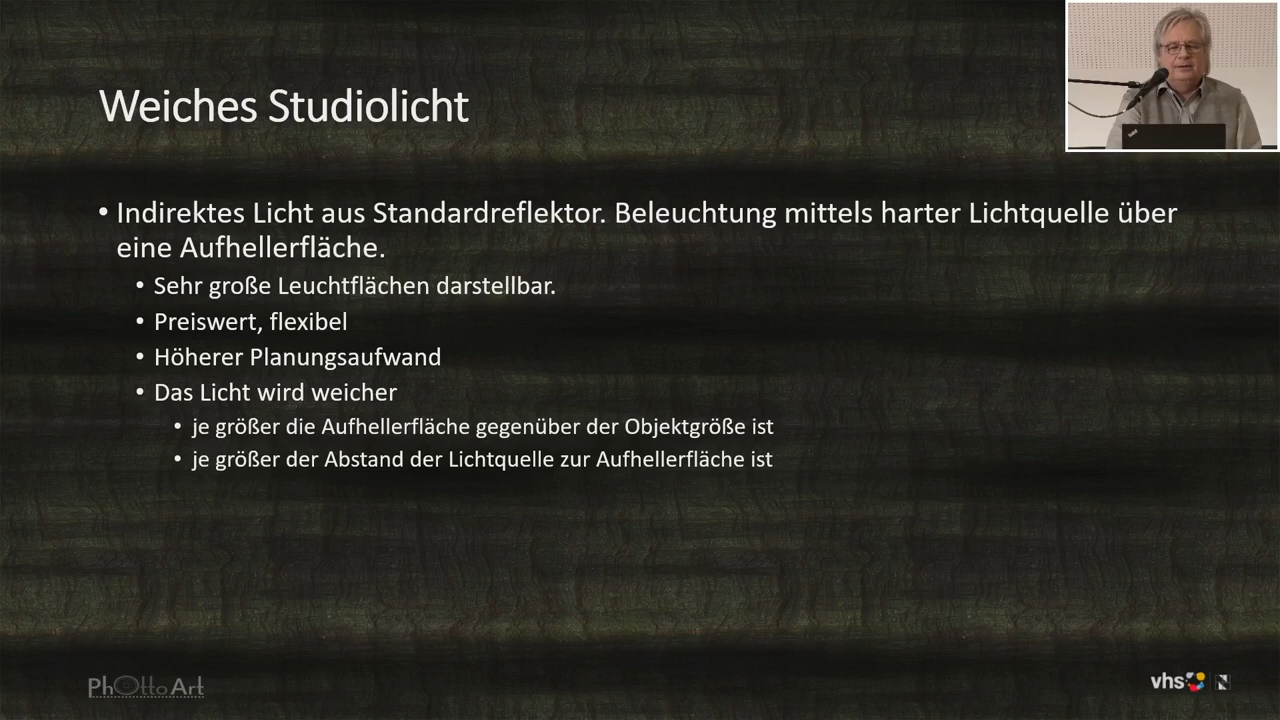 Weiches Studiolicht
• Indirektes Licht aus Standardreflektor. Beleuchtung mittels harter Lichtquelle über
eine Aufhellerfläche.
• Sehr große Leuchtflächen darstellbar.
• Preiswert, flexibel
• Höherer Planungsaufwand
• Das Licht wird weicher
• je größer die Aufhellerfläche gegenüber der Objektgröße ist
• je größer der Abstand der Lichtquelle zur Aufhellerfläche ist
PhOttoArt
vhs